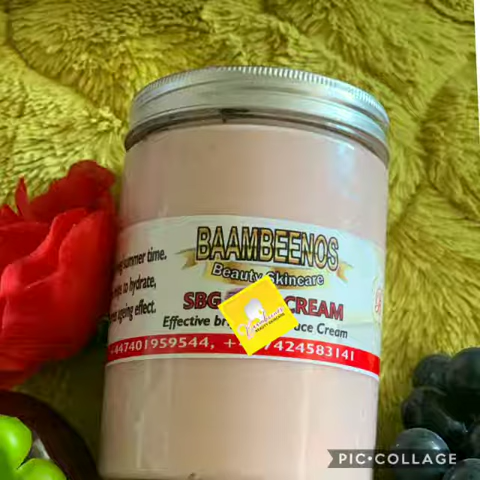 BAAMBEENOS
Beauty Skincare
SBG CREAM
Effective Cream
summer time.
to hydrate,
ageing effect.
+447401959544,
7424583141
PIC•COLLAGE